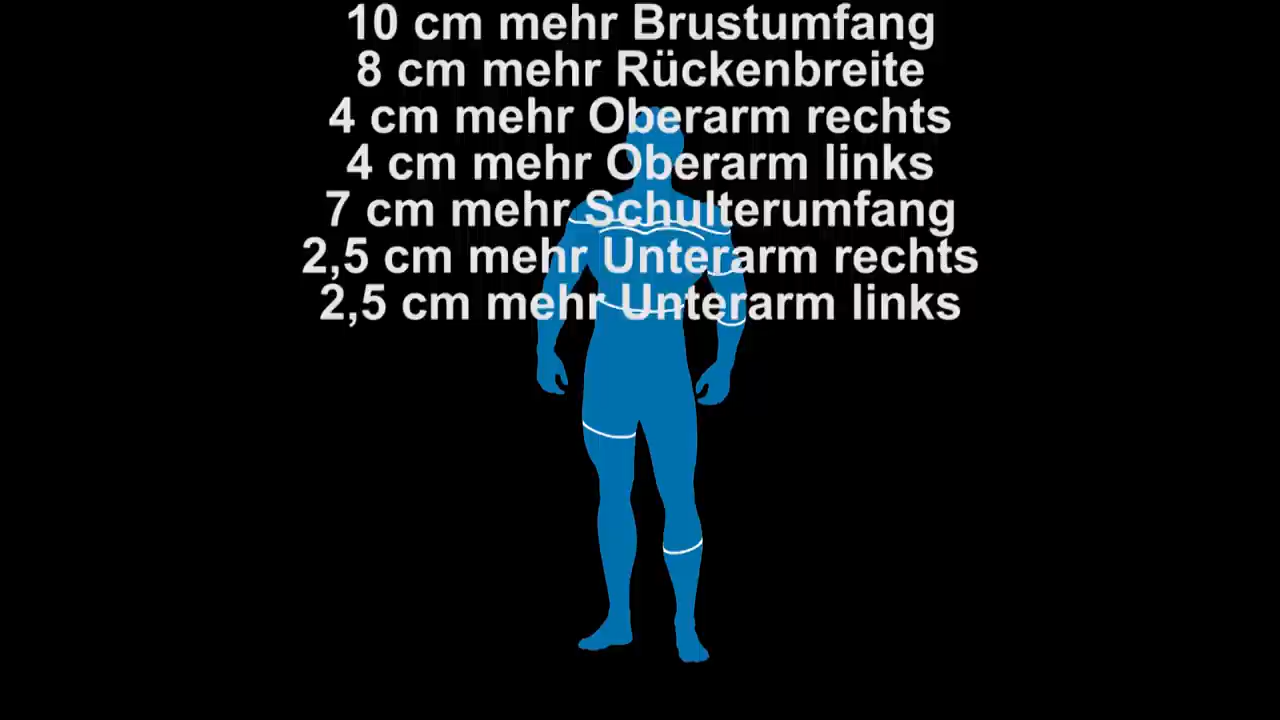 10 cm mehr Brustumfang
8 cm mehr Rückenbreite
4 cm mehr Oberarm rechts
4 cm mehr Oberarm links
7 cm mehr Schulterumfang
2,5 cm mehr Unterarm rechts
2,5 cm mehr Unterarm links